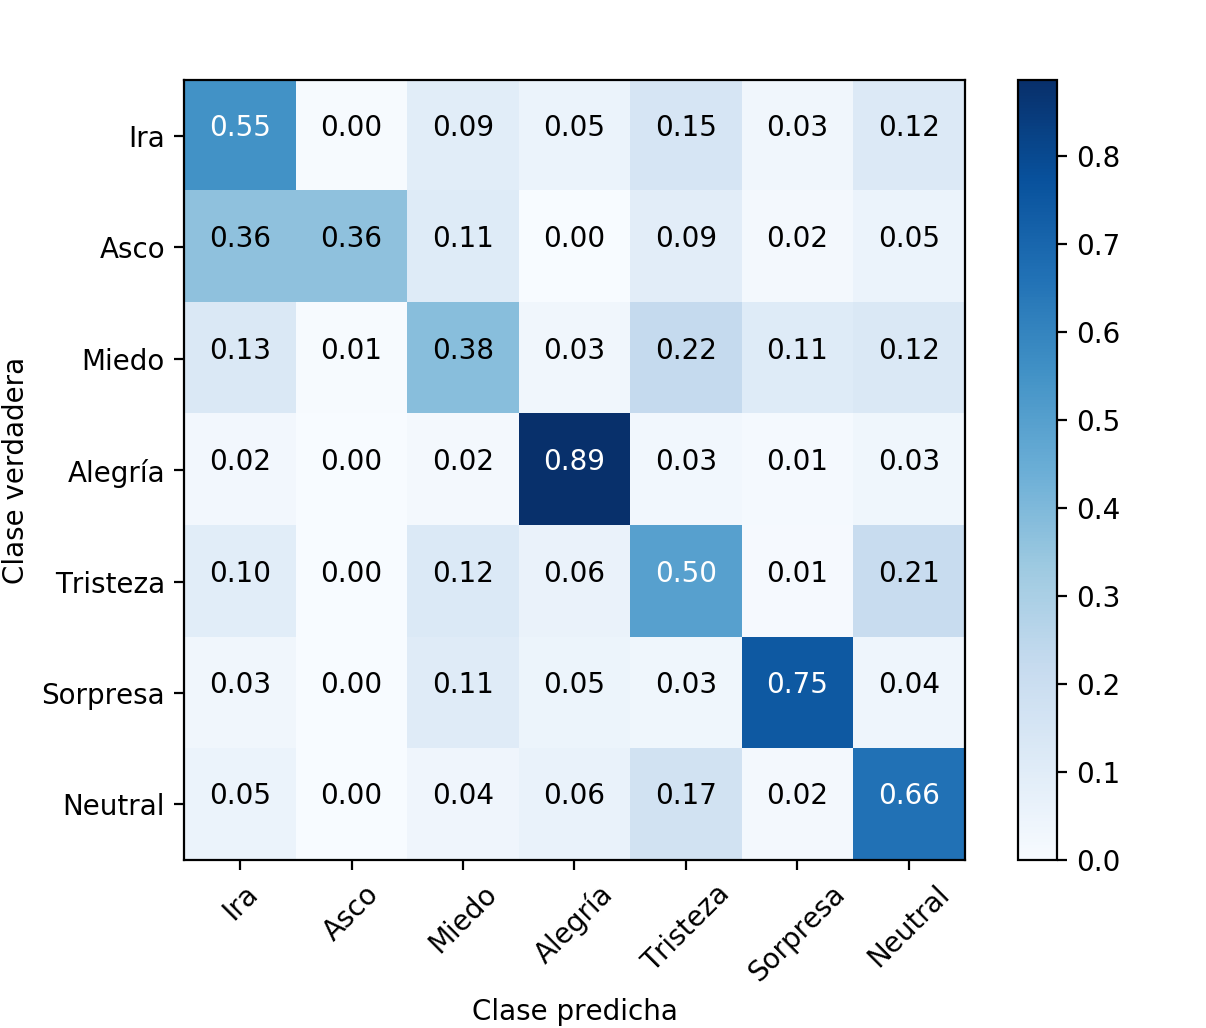 Ira 0.55 0.00 0.09 0.05 0.15 0.03 0.12
Asco 0.36 0.36 0.11 0.00 0.09 0.02 0.05
Miedo 0.13 0.01 0.38 0.03 0.22 0.11 0.12
Alegría 0.02 0.00 0.02 0.89 0.03 0.01 0.03
Tristeza 0.10 0.00 0.12 0.06 0.50 0.01 0.21
Sorpresa 0.03 0.00 0.11 0.05 0.03 0.75 0.04
Neutral 0.05 0.00 0.04 0.06 0.17 0.02 0.66
Ira Asco Miedo Alegría Tristeza Sorpresa Neutral
Clase predicha
Clase verdadera
0.8
0.7
0.6
0.5
0.4
0.3
0.2
0.1
0.0